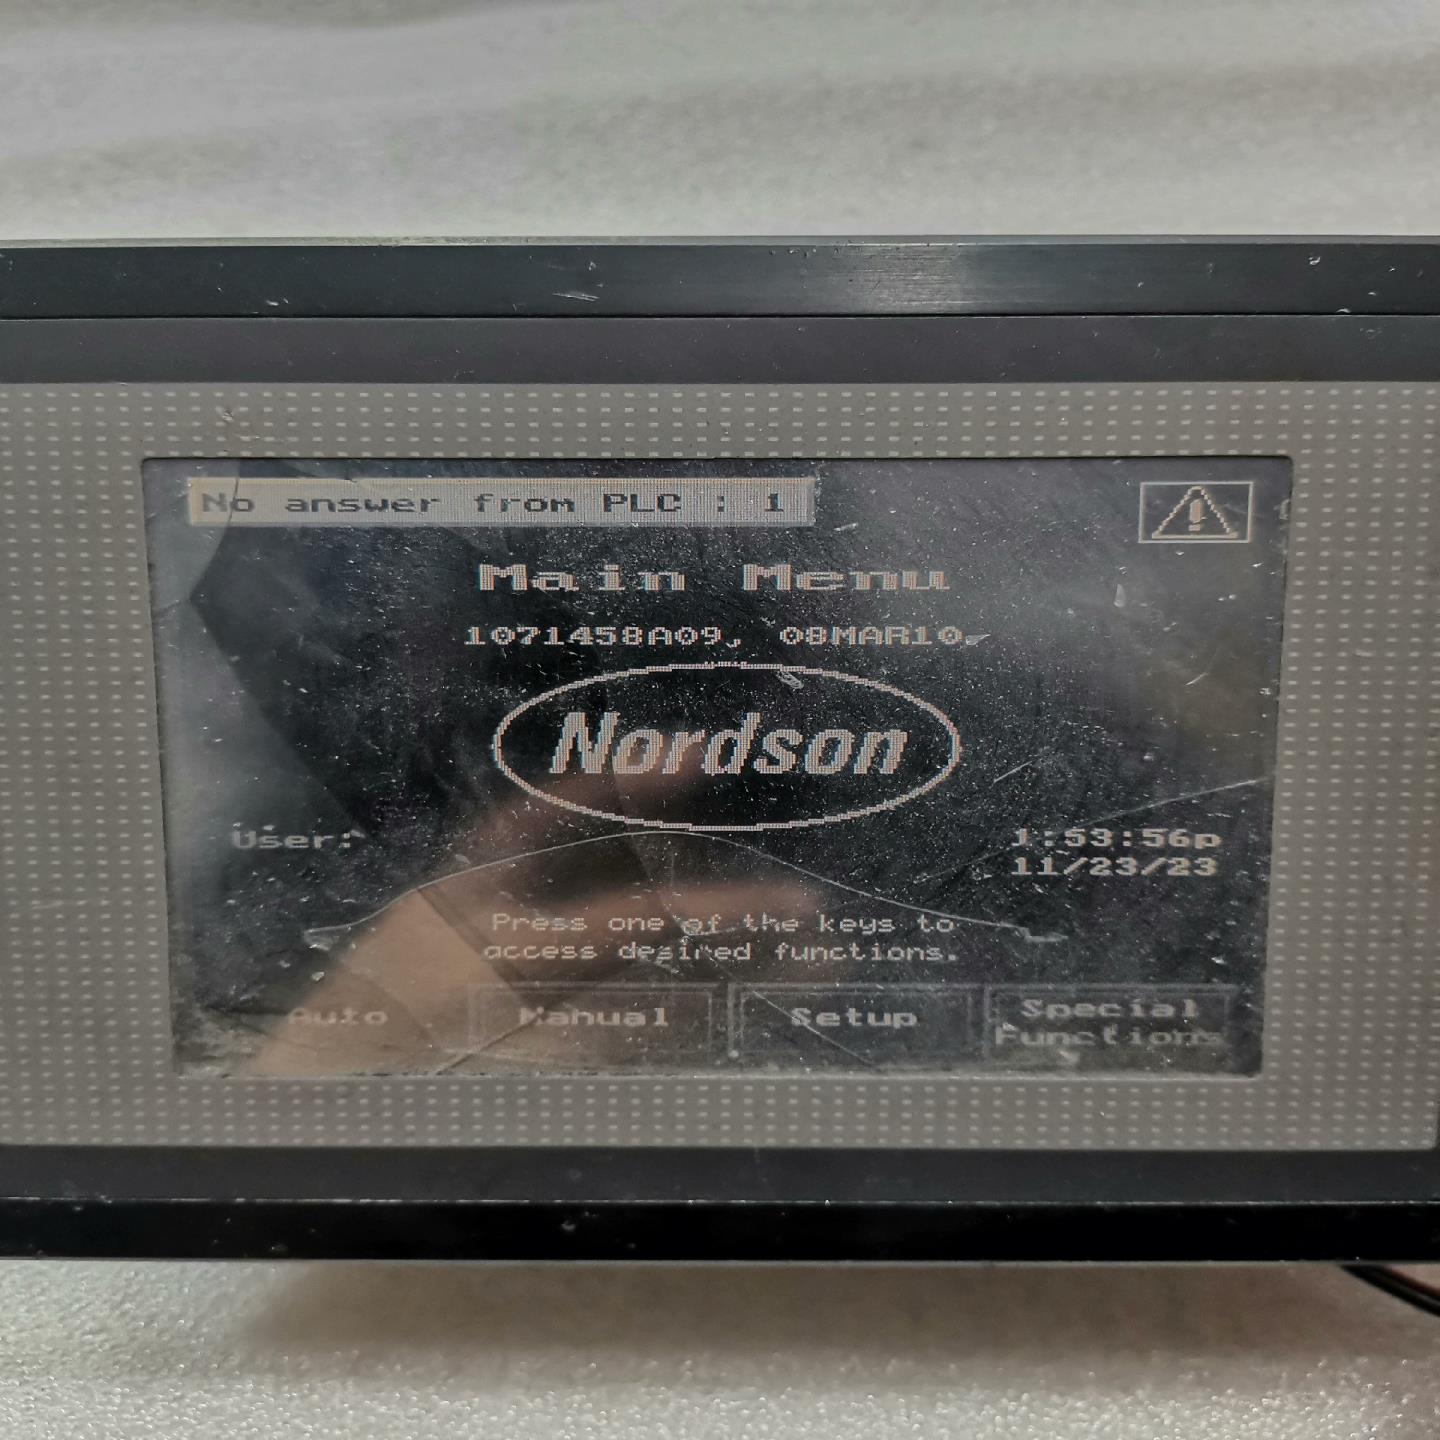 No answer from PLC : 1
Main Menu
1071458A09, 08MAR10
Nordson
User:
1:53:56p
11/23/23
Press one of the keys to
access desired functions.
Auto
Manual
Setup
Special
Functions